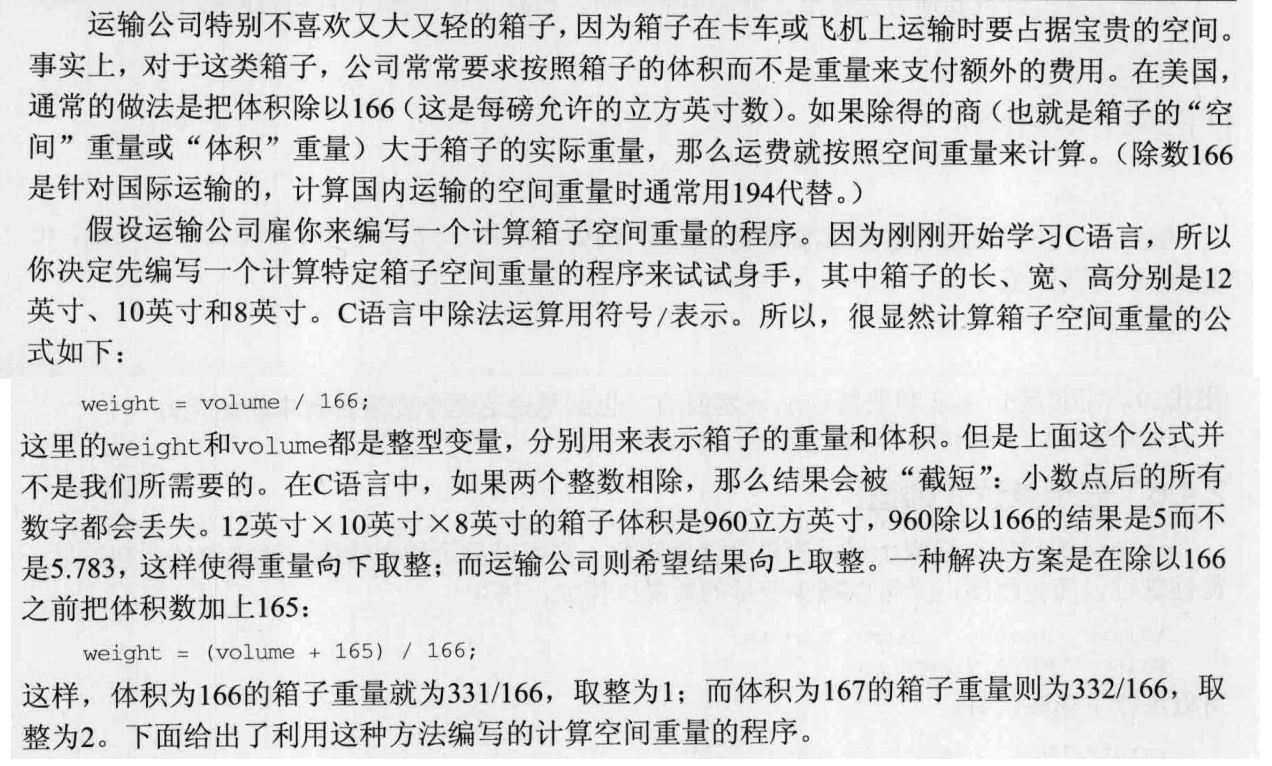 运输公司特别不喜欢又大又轻的箱子，因为箱子在卡车或飞机上运输时要占据宝贵的空间。
事实上，对于这类箱子，公司常常要求按照箱子的体积而不是重量来支付额外的费用。在美国，
通常的做法是把体积除以166（这是每磅允许的立方英寸数）。如果除得的商（也就是箱子的“空
间”重量或“体积”重量）大于箱子的实际重量，那么运费就按照空间重量来计算。（除数166
是针对国际运输的，计算国内运输的空间重量时通常用194代替。）
假设运输公司雇你来编写一个计算箱子空间重量的程序。因为刚刚开始学习C语言，所以
你决定先编写一个计算特定箱子空间重量的程序来试试身手，其中箱子的长、宽、高分别是12
英寸、10英寸和8英寸。C语言中除法运算用符号/表示。所以，很显然计算箱子空间重量的公
式如下：
weight = volume / 166;
这里的weight和volume都是整型变量，分别用来表示箱子的重量和体积。但是上面这个公式并
不是我们所需要的。在C语言中，如果两个整数相除，那么结果会被“截短”：小数点后的所有
数字都会丢失。12英寸×10英寸×8英寸的箱子体积是960立方英寸，960除以166的结果是5而不
是5.783，这样使得重量向下取整；而运输公司则希望结果向上取整。一种解决方案是在除以166
之前把体积数加上165：
weight = (volume + 165) / 166;
这样，体积为166的箱子重量就为331/166，取整为1；而体积为167的箱子重量则为332/166，取
整为2。下面给出了利用这种方法编写的计算空间重量的程序。